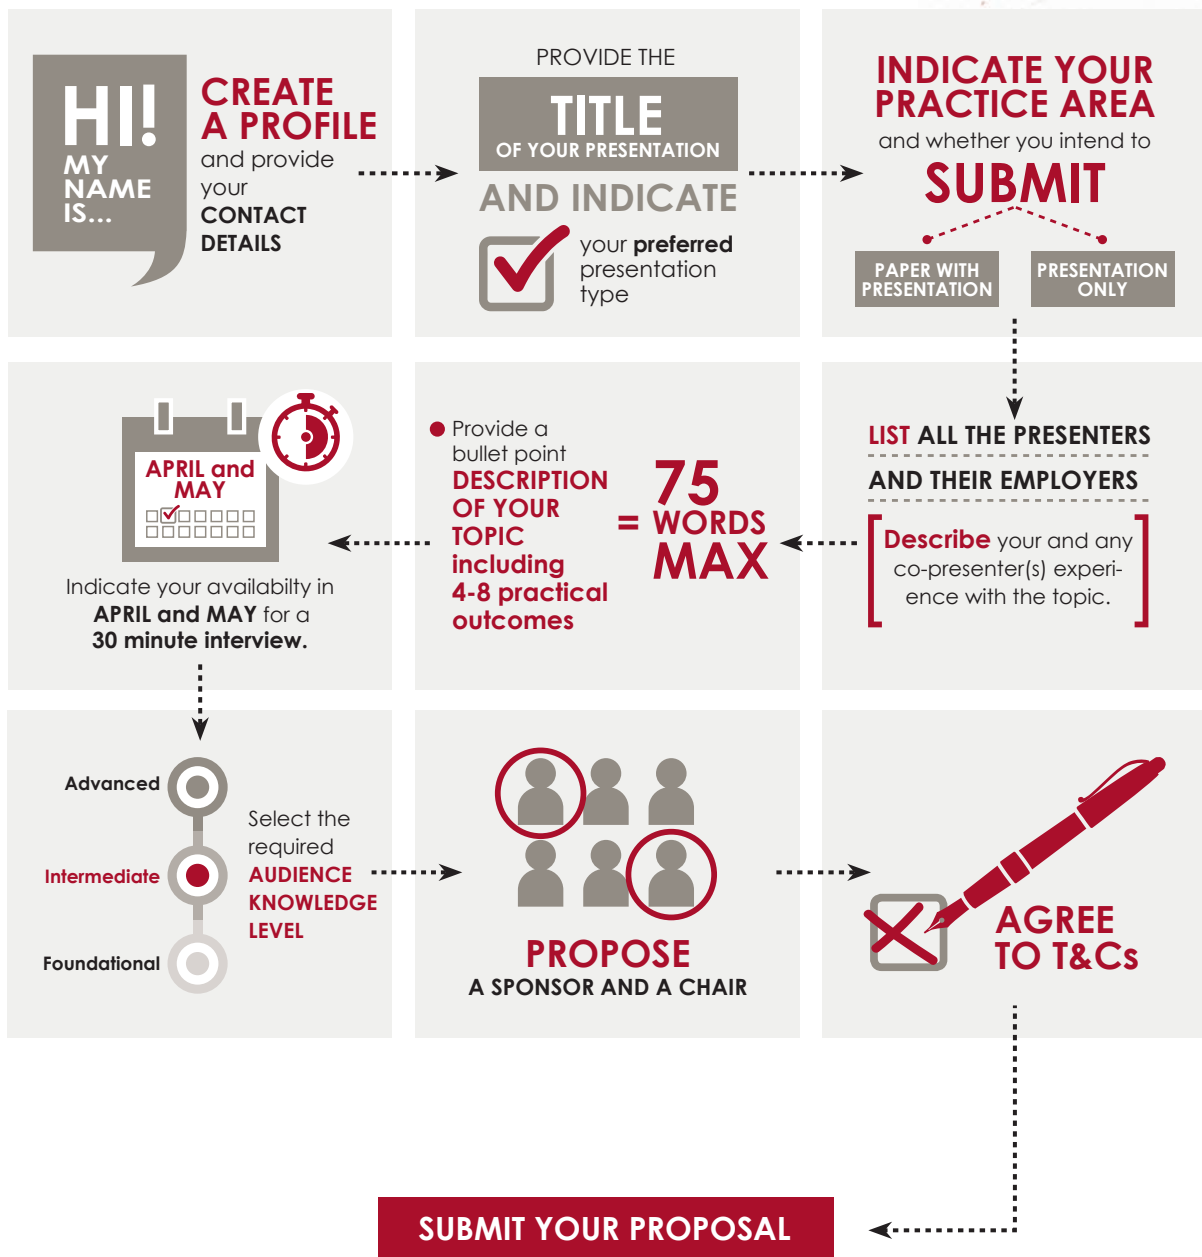 HI!
MY
NAME
IS...
CREATE
A PROFILE
and provide
your
CONTACT
DETAILS
PROVIDE THE
TITLE
OF YOUR PRESENTATION
AND INDICATE
your preferred
presentation
type
INDICATE YOUR
PRACTICE AREA
and whether you intend to
SUBMIT
PAPER WITH
PRESENTATION
PRESENTATION
ONLY
LIST ALL THE PRESENTERS
AND THEIR EMPLOYERS
Describe your and any
co-presenter(s) experi-
ence with the topic.
Provide a
bullet point
DESCRIPTION
OF YOUR
TOPIC
including
4-8 practical
outcomes
=
75
WORDS
MAX
APRIL and
MAY
Indicate your availabilty in
APRIL and MAY for a
30 minute interview.
Advanced
Intermediate
Foundational
Select the
required
AUDIENCE
KNOWLEDGE
LEVEL
PROPOSE
A SPONSOR AND A CHAIR
AGREE
TO T&Cs
SUBMIT YOUR PROPOSAL